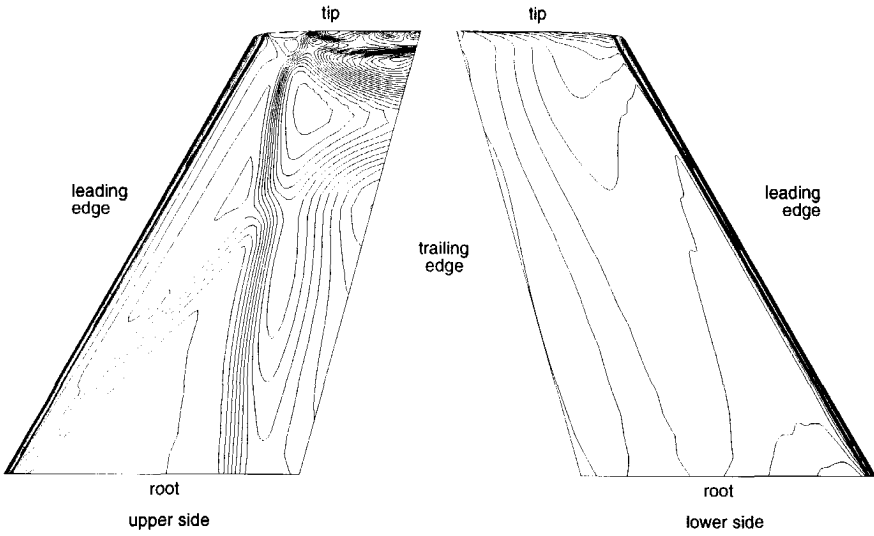 tip
tip
leading
edge
leading
edge
trailing
edge
root
root
upper side
lower side